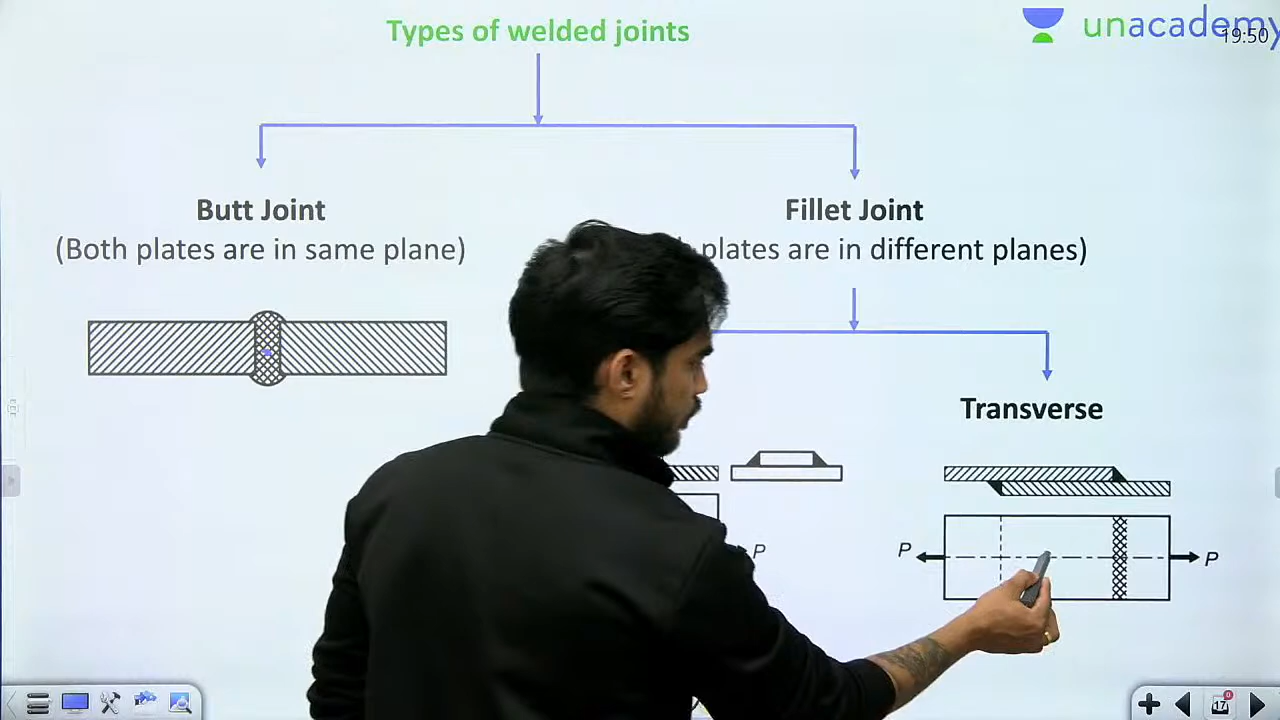 Types of welded joints
unacademy
19:50
Butt Joint
(Both plates are in same plane)
Fillet Joint
plates are in different planes)
Transverse
P
P
P
17